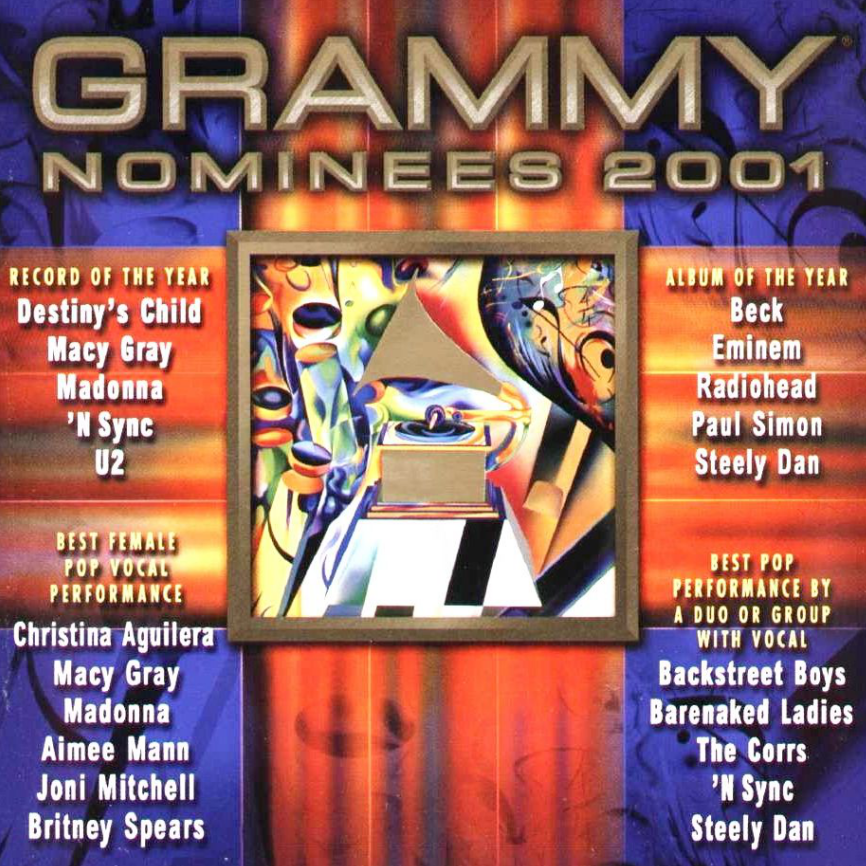 GRAMMY®
NOMINEES 2001
RECORD OF THE YEAR
Destiny's Child
Macy Gray
Madonna
'N Sync
U2
BEST FEMALE
POP VOCAL
PERFORMANCE
Christina Aguilera
Macy Gray
Madonna
Aimee Mann
Joni Mitchell
Britney Spears
ALBUM OF THE YEAR
Beck
Eminem
Radiohead
Paul Simon
Steely Dan
BEST POP
PERFORMANCE BY
A DUO OR GROUP
WITH VOCAL
Backstreet Boys
Barenaked Ladies
The Corrs
'N Sync
Steely Dan